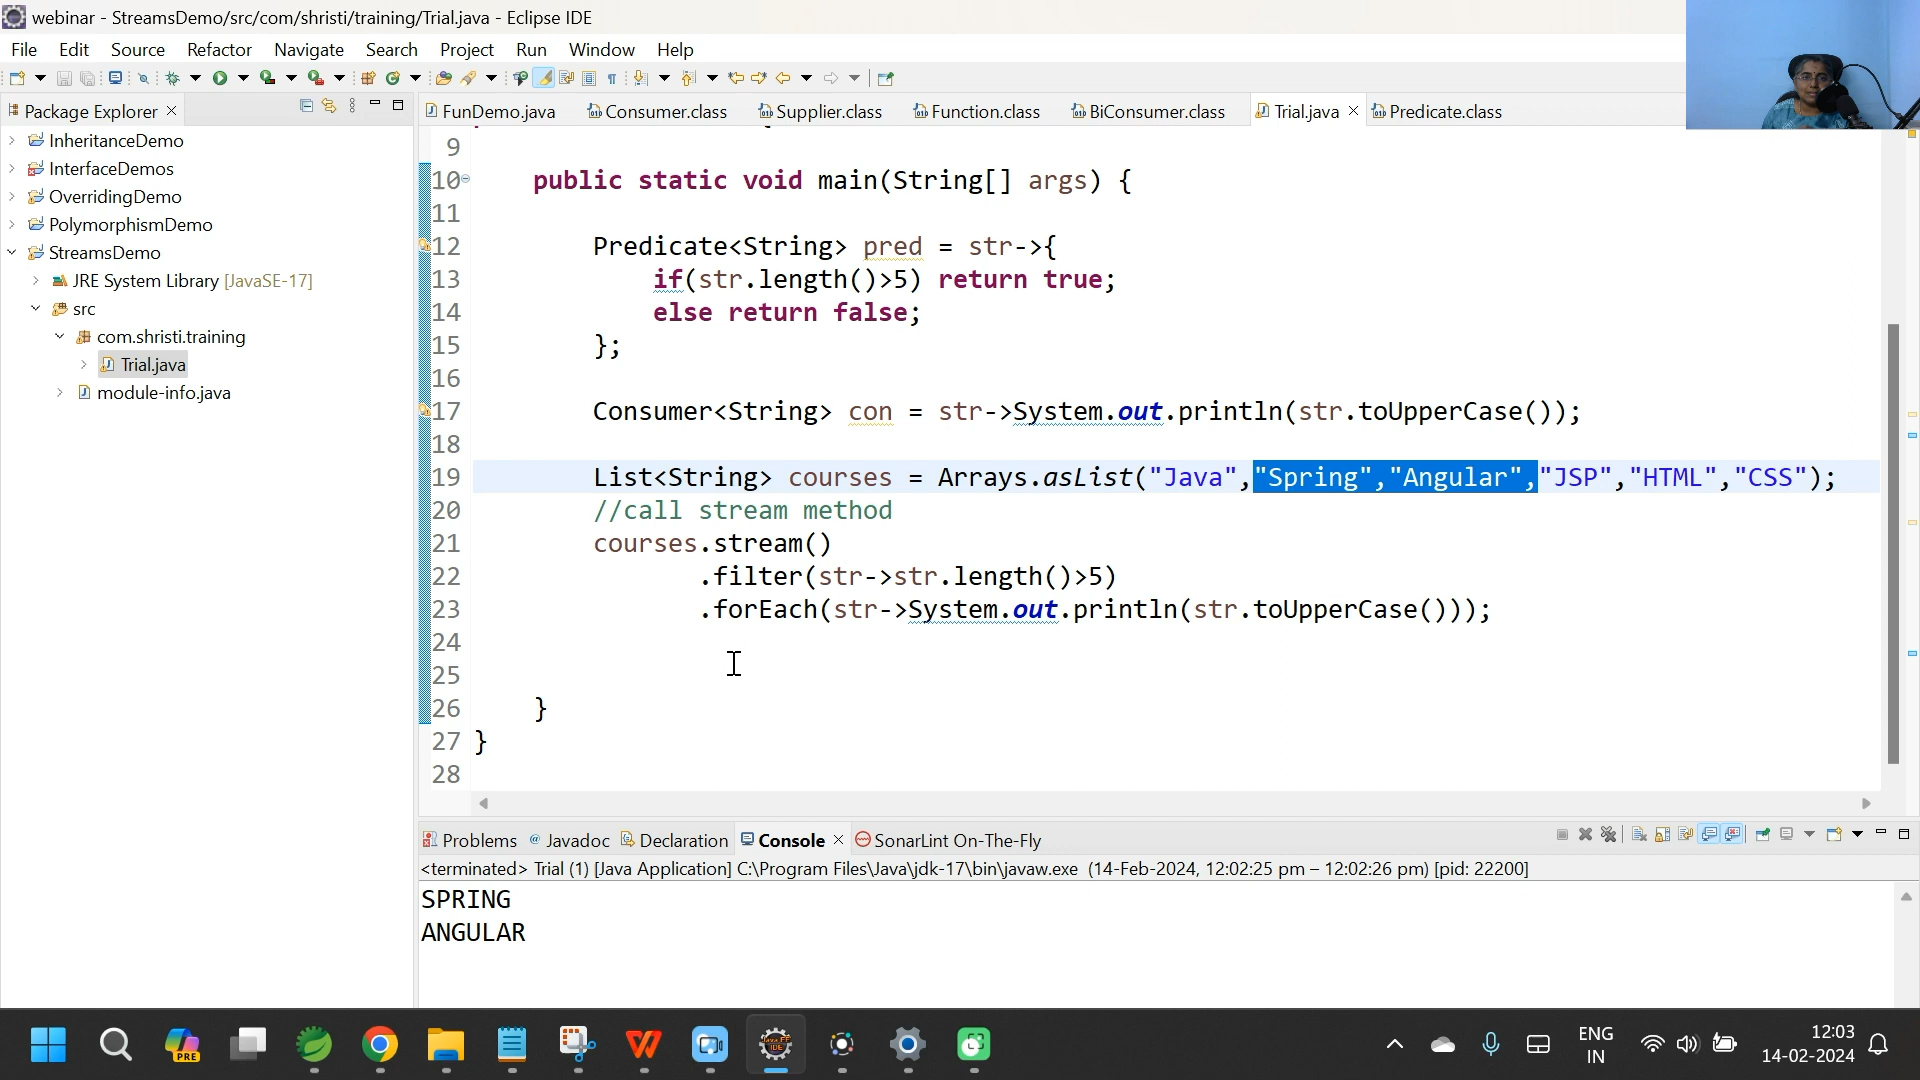 webinar - StreamsDemo/src/com/shristi/training/Trial.java - Eclipse IDE
File Edit Source Refactor Navigate Search Project Run Window Help
Package Explorer
InheritanceDemo
InterfaceDemos
OverridingDemo
PolymorphismDemo
StreamsDemo
JRE System Library [JavaSE-17]
src
com.shristi.training
Trial.java
module-info.java
FunDemo.java Consumer.class Supplier.class Function.class BiConsumer.class Trial.java Predicate.class
9
10 public static void main(String[] args) {
11
12 Predicate<String> pred = str->{
13 if(str.length()>5) return true;
14 else return false;
15 };
16
17 Consumer<String> con = str->System.out.println(str.toUpperCase());
18
19 List<String> courses = Arrays.asList("Java","Spring","Angular","JSP","HTML","CSS");
20 //call stream method
21 courses.stream()
22 .filter(str->str.length()>5)
23 .forEach(str->System.out.println(str.toUpperCase()));
24
25
26 }
27 }
28
Problems Javadoc Declaration Console SonarLint On-The-Fly
<terminated> Trial (1) [Java Application] C:\Program Files\Java\jdk-17\bin\javaw.exe (14-Feb-2024, 12:02:25 pm – 12:02:26 pm) [pid: 22200]
SPRING
ANGULAR
PRE
ENG
IN
12:03
14-02-2024